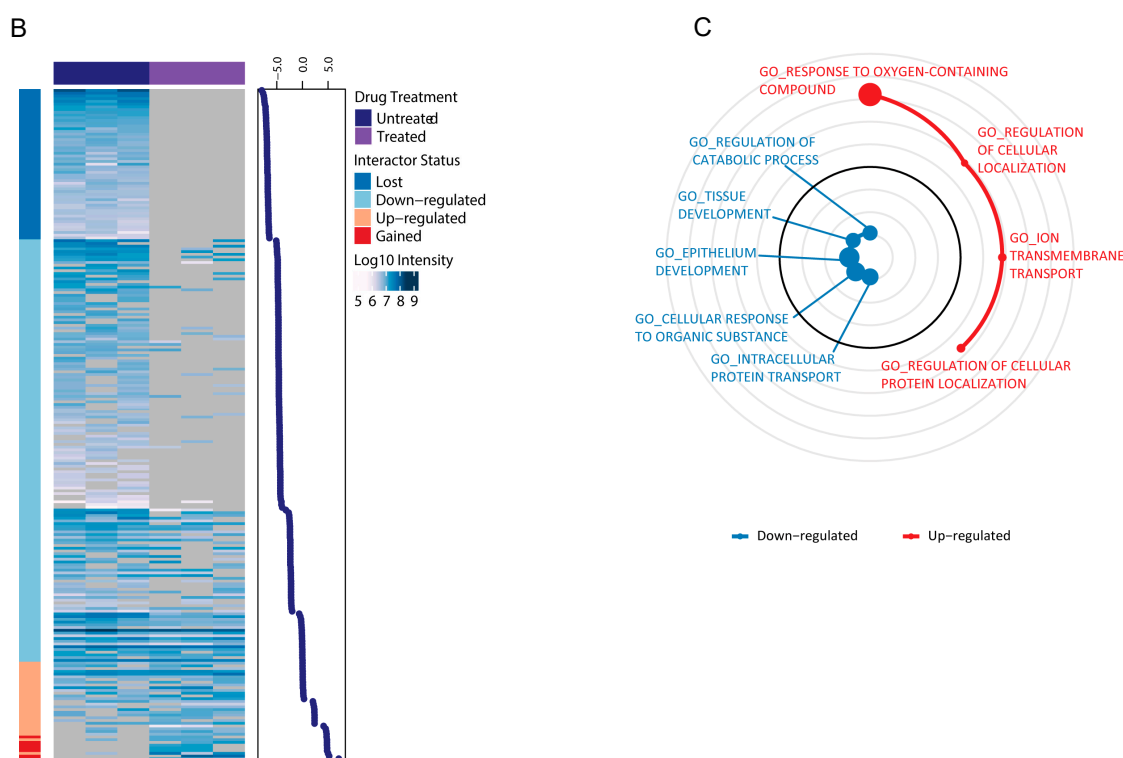 B
−5.0
0.0
5.0
Drug Treatment
Untreated
Treated
Interactor Status
Lost
Down−regulated
Up−regulated
Gained
Log10 Intensity
5 6 7 8 9
C
GO_RESPONSE TO OXYGEN-CONTAINING
COMPOUND
GO_REGULATION
OF CELLULAR
LOCALIZATION
GO_REGULATION OF
CATABOLIC PROCESS
GO_TISSUE
DEVELOPMENT
GO_EPITHELIUM
DEVELOPMENT
GO_ION
TRANSMEMBRANE
TRANSPORT
GO_CELLULAR RESPONSE
TO ORGANIC SUBSTANCE
GO_INTRACELLULAR
PROTEIN TRANSPORT
GO_REGULATION OF CELLULAR
PROTEIN LOCALIZATION
Down−regulated
Up−regulated